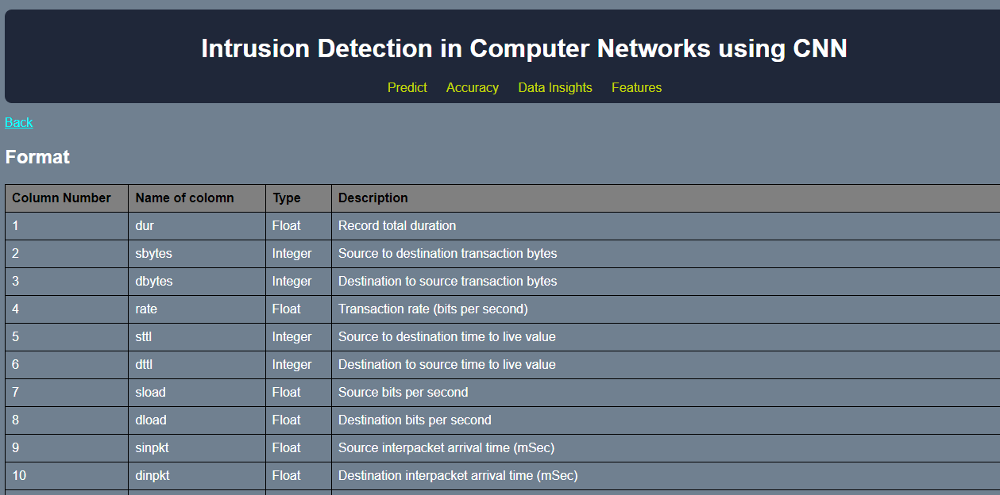 Intrusion Detection in Computer Networks using CNN
Predict Accuracy Data Insights Features
Back
Format
Column Number Name of colomn Type Description
1 dur Float Record total duration
2 sbytes Integer Source to destination transaction bytes
3 dbytes Integer Destination to source transaction bytes
4 rate Float Transaction rate (bits per second)
5 sttl Integer Source to destination time to live value
6 dttl Integer Destination to source time to live value
7 sload Float Source bits per second
8 dload Float Destination bits per second
9 sinpkt Float Source interpacket arrival time (mSec)
10 dinpkt Float Destination interpacket arrival time (mSec)